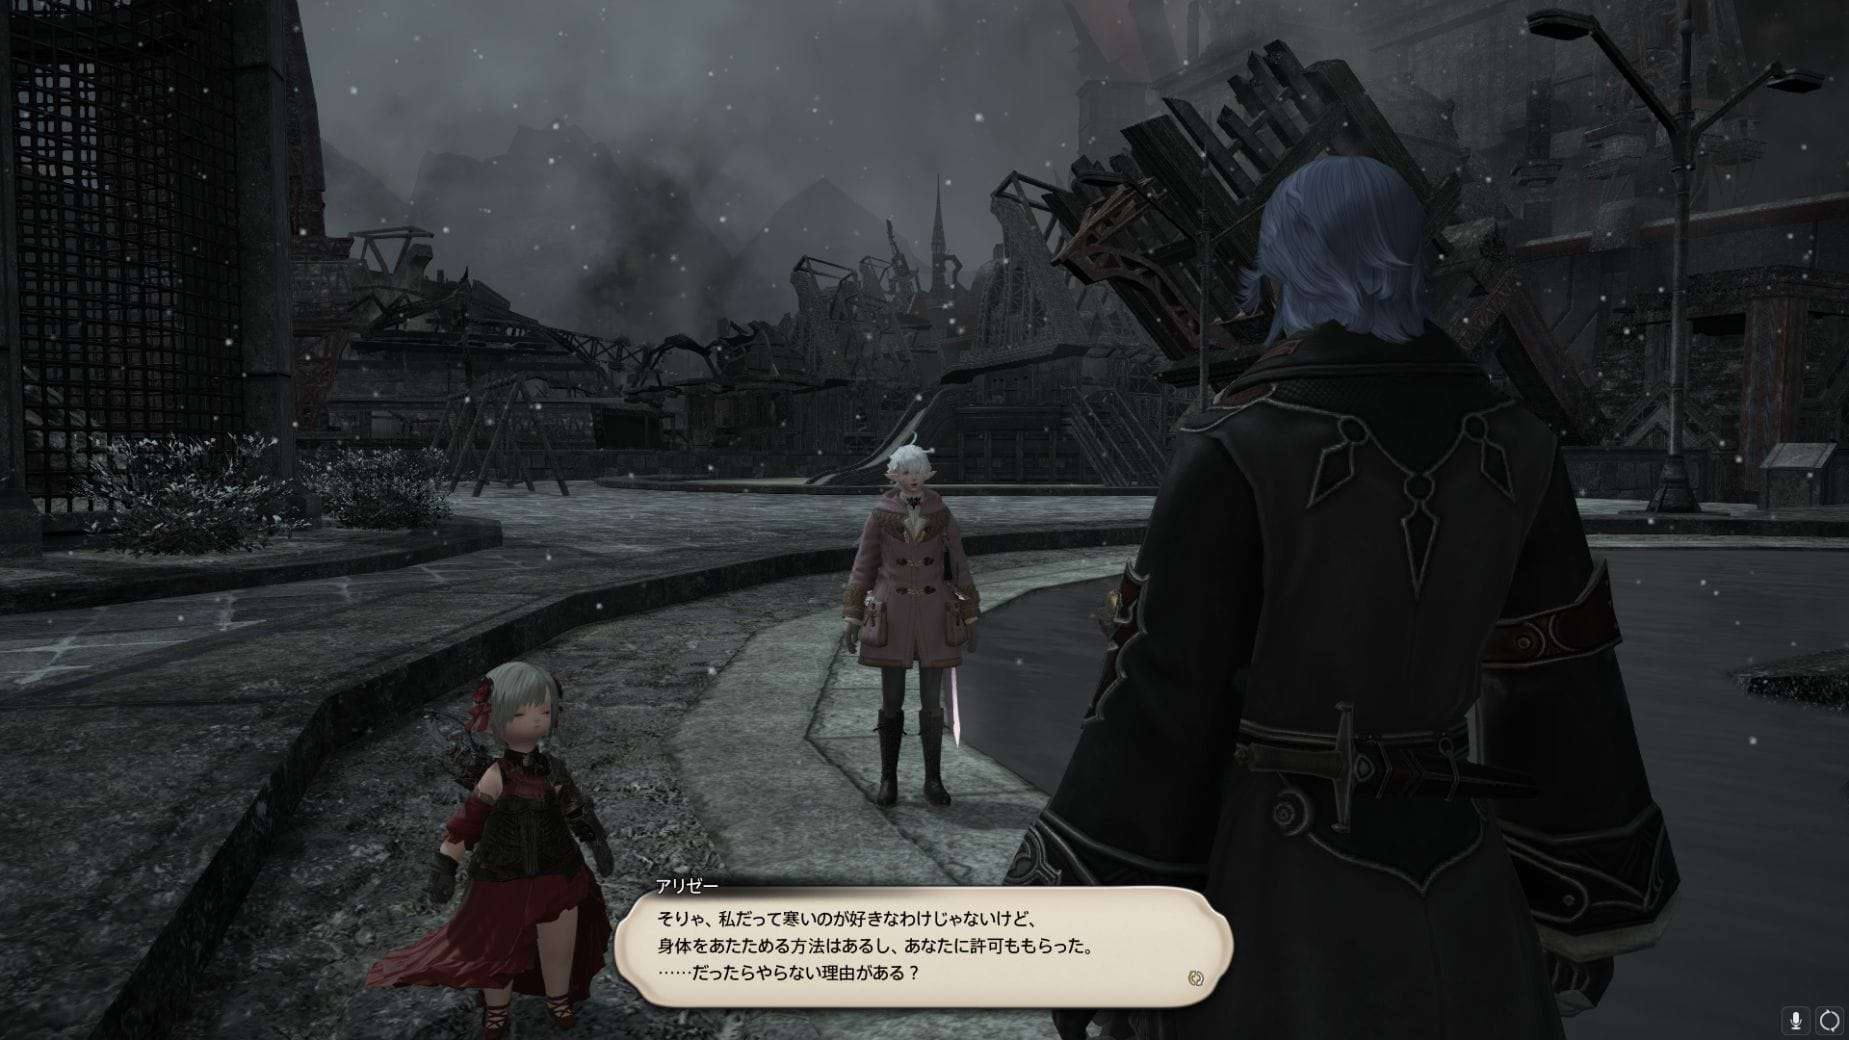 アリゼー
そりゃ、私だって寒いのが好きなわけじゃないけど、
身体をあたためる方法はあるし、あなたに許可ももらった。
……だったらやらない理由がある？